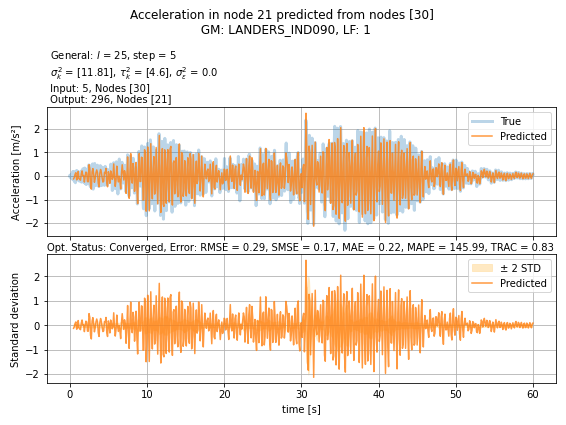 Acceleration in node 21 predicted from nodes [30]
GM: LANDERS_IND090, LF: 1
General: l = 25, step = 5
σ²ₖ = [11.81], τ²ₖ = [4.6], σ²ε = 0.0
Input: 5, Nodes [30]
Output: 296, Nodes [21]
Acceleration [m/s²]
2
1
0
−1
−2
True
Predicted
Opt. Status: Converged, Error: RMSE = 0.29, SMSE = 0.17, MAE = 0.22, MAPE = 145.99, TRAC = 0.83
Standard deviation
2
1
0
−1
−2
± 2 STD
Predicted
0 10 20 30 40 50 60
time [s]